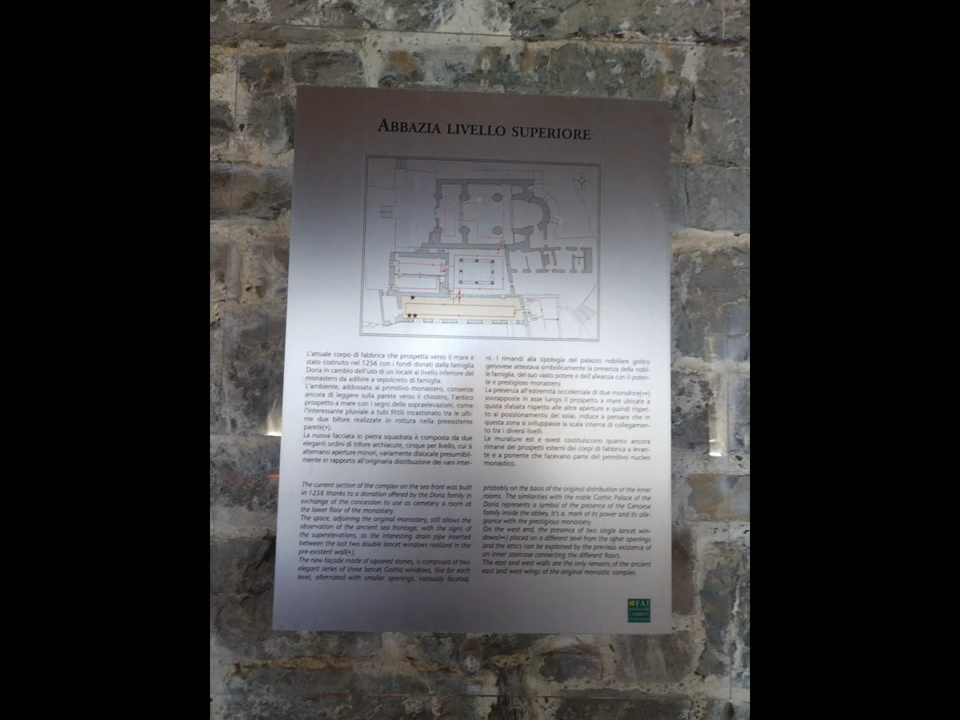 ABBAZIA LIVELLO SUPERIORE
L'attuale corpo di fabbrica che prospetta verso il mare è
stato costruito nel 1256 con i fondi donati dalla famiglia
Doria in cambio dell'uso di un locale al livello inferiore del
monastero da adibire a sepolcreto di famiglia.
L'ambiente, addossato al primitivo monastero, consente
ancora di leggere sulla parete verso il chiostro, l'antico
prospetto a mare con i segni delle sopraelevazioni, come
l'interessante pluviale a tubi fittili incastonato tra le ulti-
me due bifore realizzate in rottura nella preesistente
parete(*).
La nuova facciata in pietra squadrata è composta da due
eleganti ordini di trifore archiacute, cinque per livello, cui si
alternano aperture minori, variamente dislocate presumibil-
mente in rapporto all'originaria distribuzione dei vani inter-
ni. I rimandi alla tipologia del palazzo nobiliare gotico
genovese attestava simbolicamente la presenza della nobi-
le famiglia, del suo vasto potere e dell'alleanza con il poten-
te e prestigioso monastero.
La presenza all'estremità occidentale di due monofore(**)
sovrapposte in asse lungo il prospetto a mare ubicate a
quota sfalsata rispetto alle altre aperture e quindi rispet-
to al posizionamento dei solai, induce a pensare che in
questa zona si sviluppasse la scala interna di collegamen-
to tra i diversi livelli.
Le murature est e ovest costituiscono quanto ancora
rimane dei prospetti esterni dei corpi di fabbrica a levan-
te e a ponente che facevano parte del primitivo nucleo
monastico.
The current section of the complex on the sea front was built
in 1256 thanks to a donation offered by the Doria family in
exchange of the concession to use as cemetery a room at
the lower floor of the monastery.
The space, adjoining the original monastery, still allows the
observation of the ancient sea frontage, with the signs of
the superelevations, as the interesting drain pipe inserted
between the last two double lancet windows realized in the
pre-existent wall(*).
The new façade made of squared stones, is composed of two
elegant series of three lancet Gothic windows, five for each
level, alternated with smaller openings, variously located,
probably on the basis of the original distribution of the inner
rooms. The similarities with the noble Gothic Palace of the
Doria represents a symbol of the presence of the Genoese
family inside the abbey, it's a mark of its power and its alle-
giance with the prestigious monastery.
On the west end, the presence of two single lancet win-
dows(**) placed on a different level from the other openings
and the attics can be explained by the previous existence of
an inner staircase connecting the different floors.
The east and west walls are the only remains of the ancient
east and west wings of the original monastic complex.
FAI